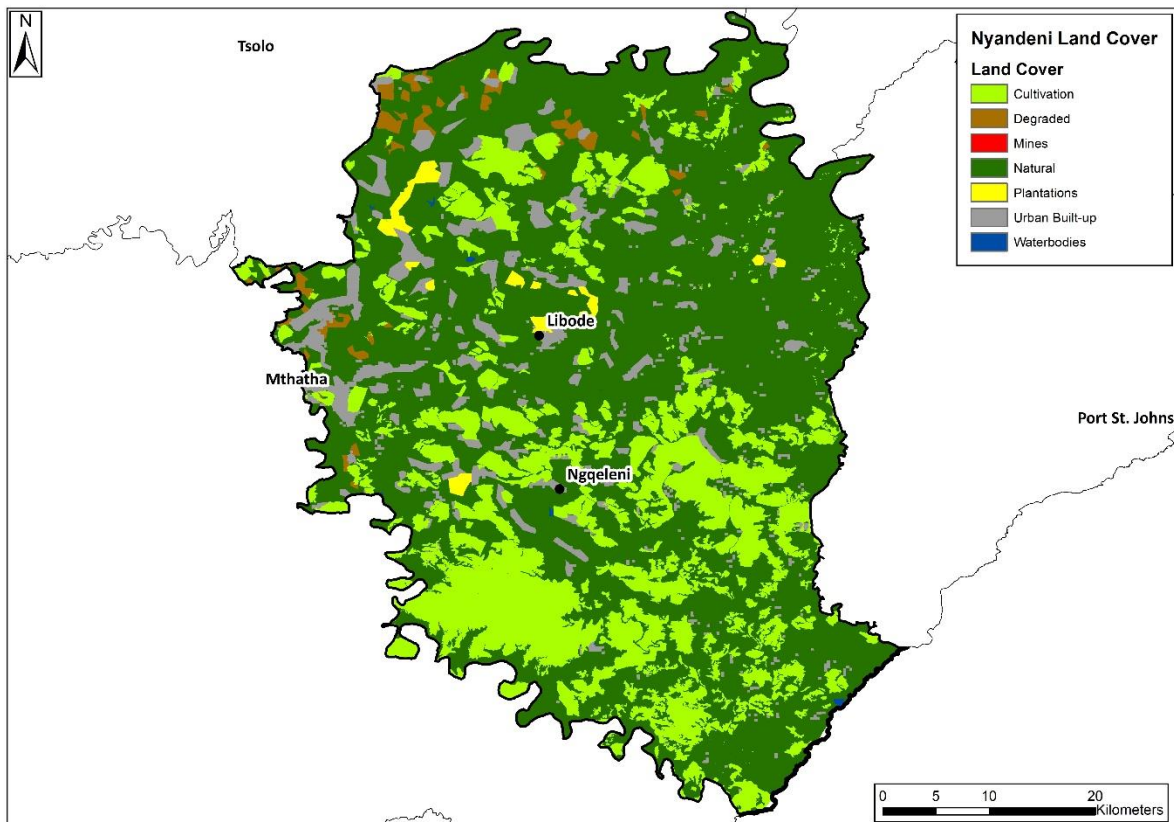 N
Tsolo
Nyandeni Land Cover
Land Cover
Cultivation
Degraded
Mines
Natural
Plantations
Urban Built-up
Waterbodies
Libode
Mthatha
Port St. Johns
Ngqeleni
0 5 10 20
Kilometers